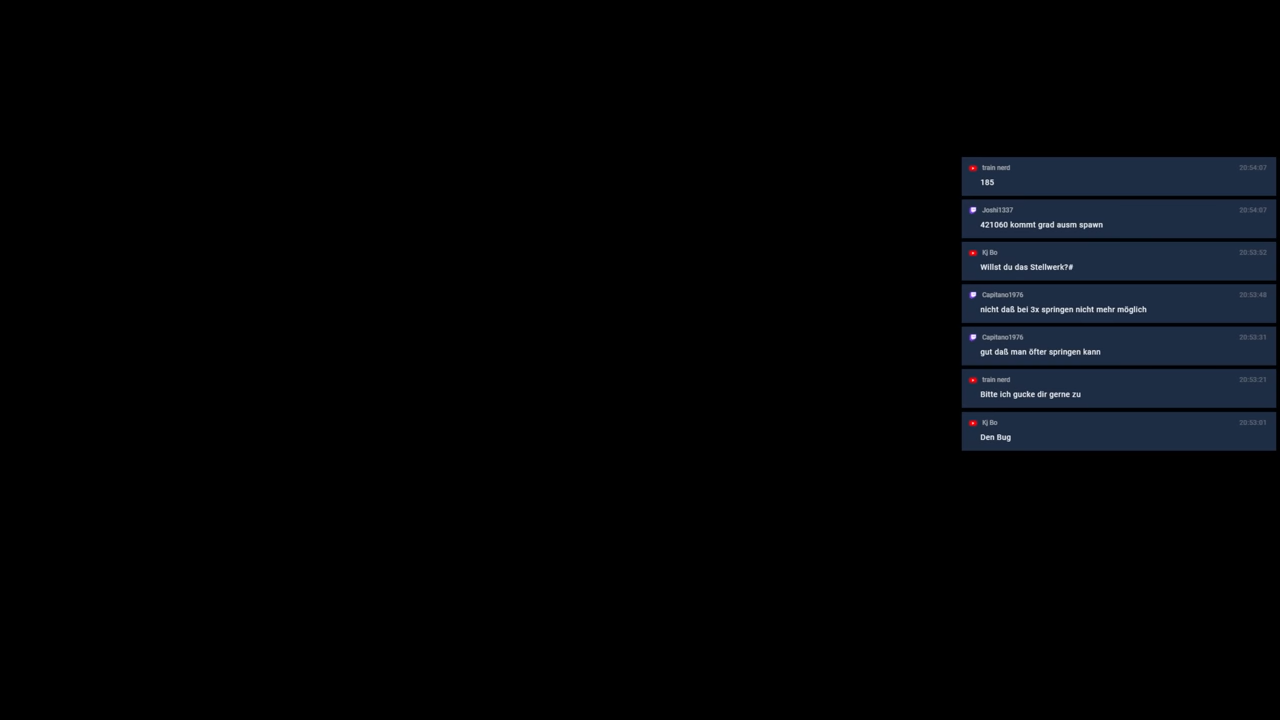 train nerd 20:54:07
185
Joshi1337 20:54:07
421060 kommt grad ausm spawn
Kj Bo 20:53:52
Willst du das Stellwerk?#
Capitano1976 20:53:48
nicht daß bei 3x springen nicht mehr möglich
Capitano1976 20:53:31
gut daß man öfter springen kann
train nerd 20:53:21
Bitte ich gucke dir gerne zu
Kj Bo 20:53:01
Den Bug